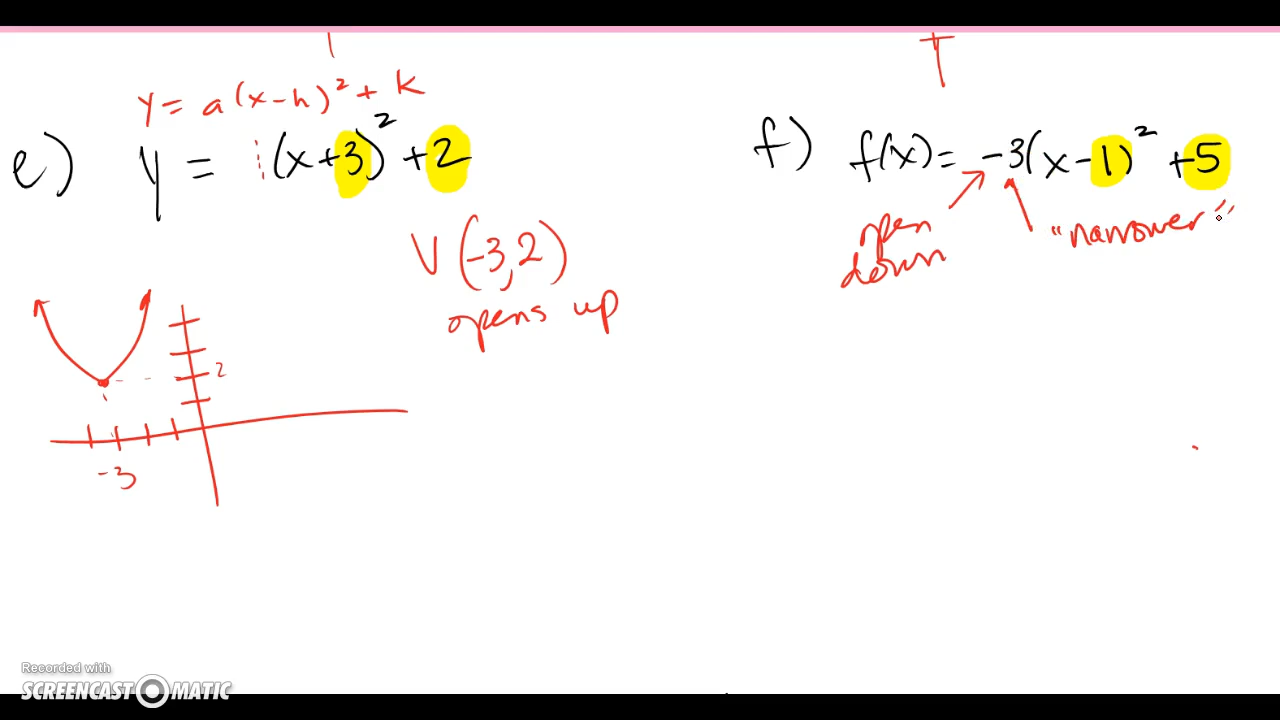 y = a(x-h)² + k
e) y = 1(x+3)² +2
V (-3,2)
opens up
2
-3
f) f(x)= -3(x-1)² +5
open
down
"narrower"
Recorded with
SCREENCAST MATIC